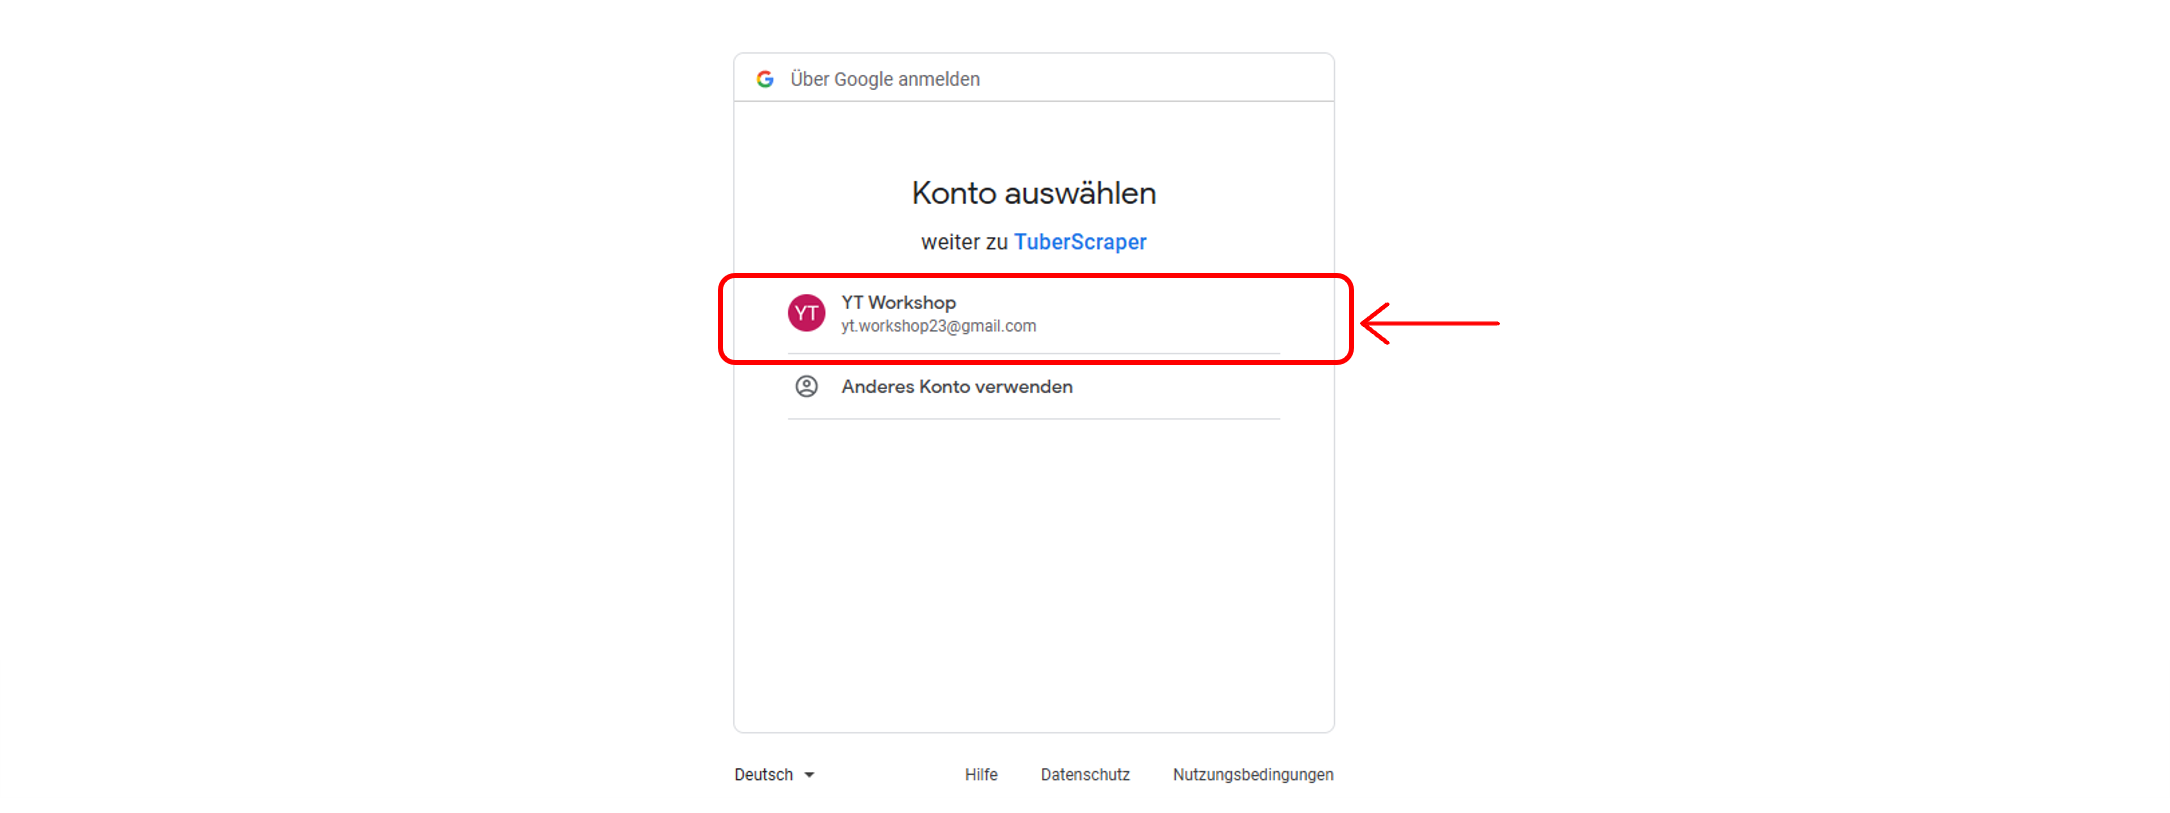 Über Google anmelden
Konto auswählen
weiter zu TuberScraper
YT
YT Workshop
yt.workshop23@gmail.com
Anderes Konto verwenden
Deutsch
Hilfe
Datenschutz
Nutzungsbedingungen